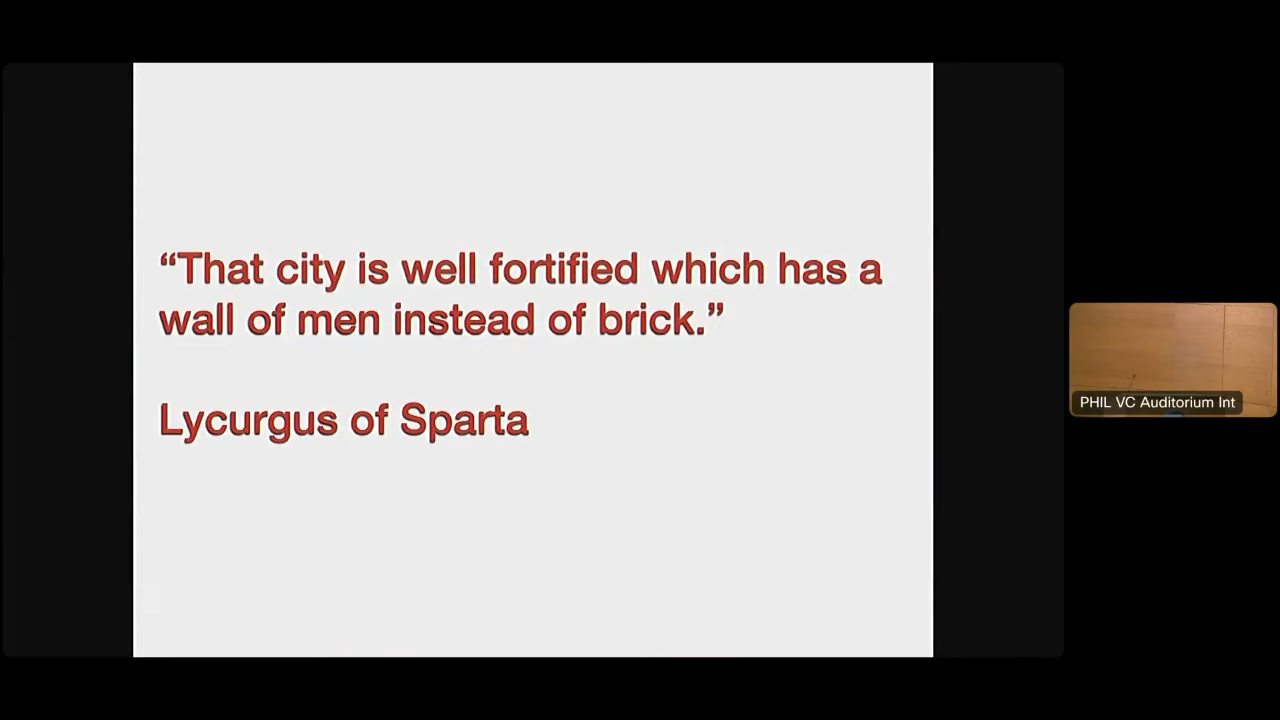 “That city is well fortified which has a
wall of men instead of brick.”
Lycurgus of Sparta
PHIL VC Auditorium Int